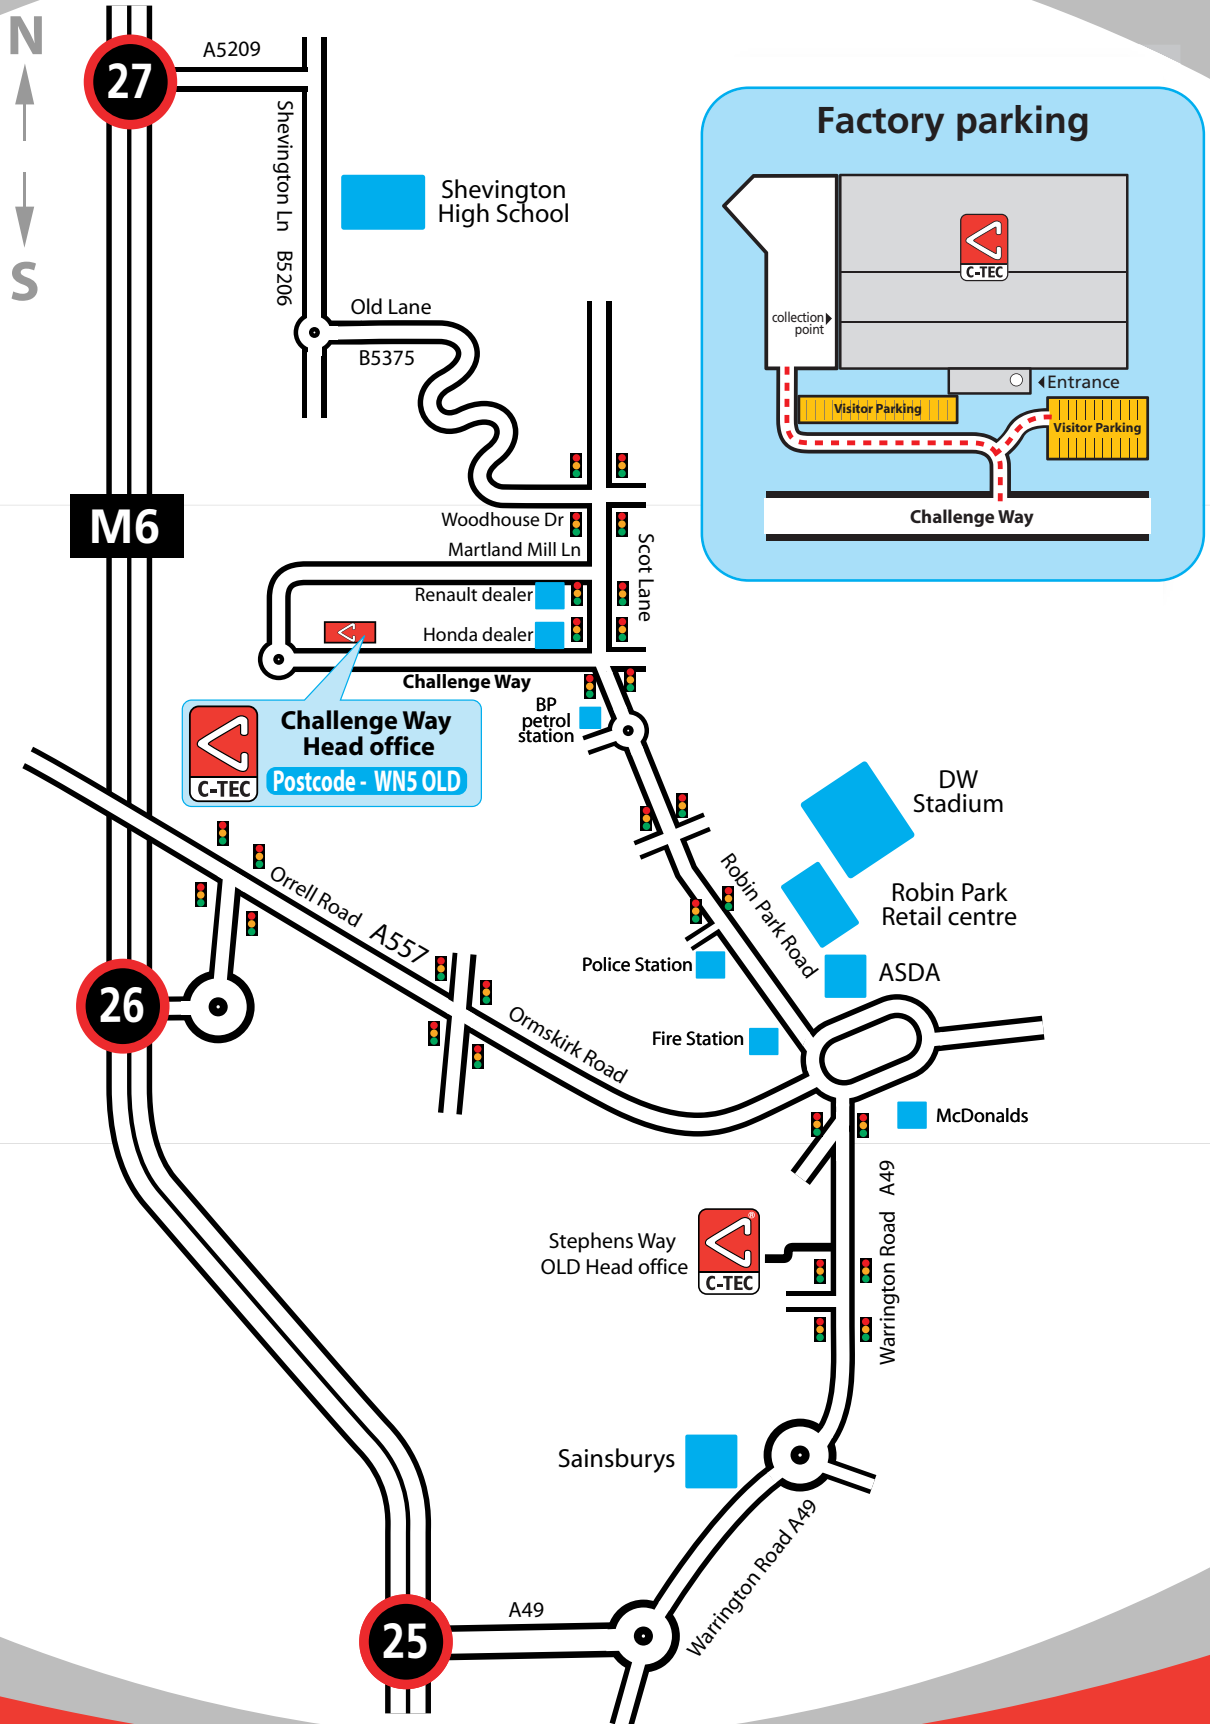 N
S
27
A5209
Shevington Ln B5206
Shevington
High School
Old Lane
B5375
M6
Woodhouse Dr
Martland Mill Ln
Scot Lane
Renault dealer
Honda dealer
Challenge Way
BP
petrol
station
C-TEC
Challenge Way
Head office
Postcode - WN5 OLD
Factory parking
C-TEC
collection
point
Entrance
Visitor Parking
Visitor Parking
Challenge Way
DW
Stadium
Robin Park Road
Robin Park
Retail centre
Orrell Road A557
Police Station
ASDA
26
Ormskirk Road
Fire Station
McDonalds
Warrington Road A49
Stephens Way
OLD Head office
®
C-TEC
Sainsburys
Warrington Road A49
A49
25